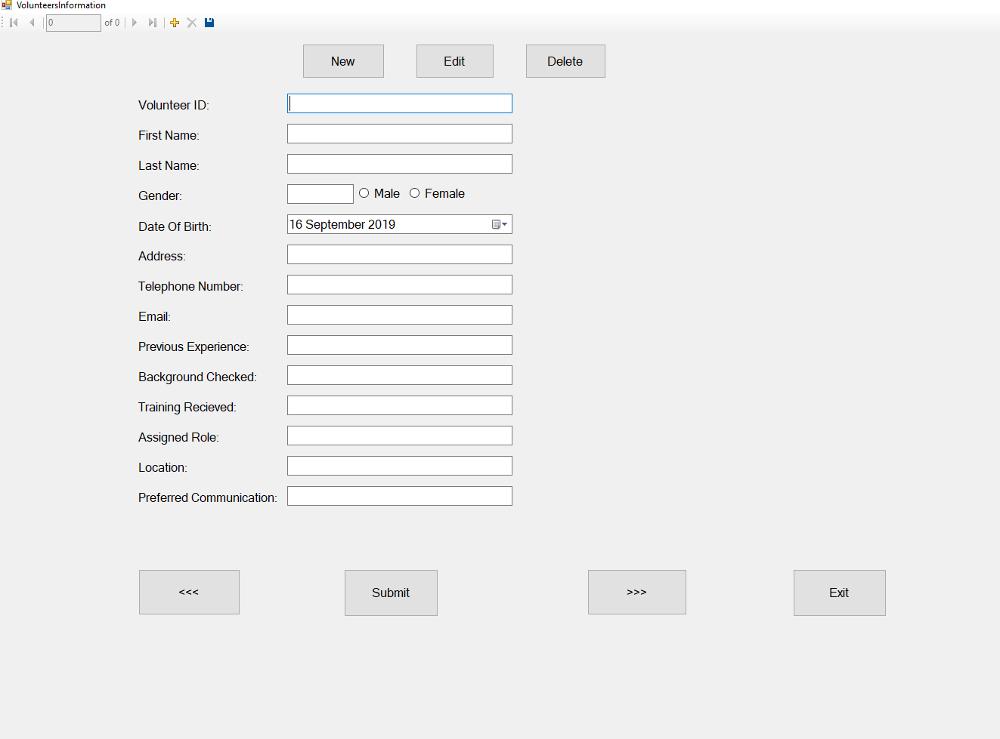 VolunteersInformation
0 of 0
New Edit Delete
Volunteer ID:
First Name:
Last Name:
Gender: Male Female
Date Of Birth: 16 September 2019
Address:
Telephone Number:
Email:
Previous Experience:
Background Checked:
Training Recieved:
Assigned Role:
Location:
Preferred Communication:
<<< Submit >>> Exit